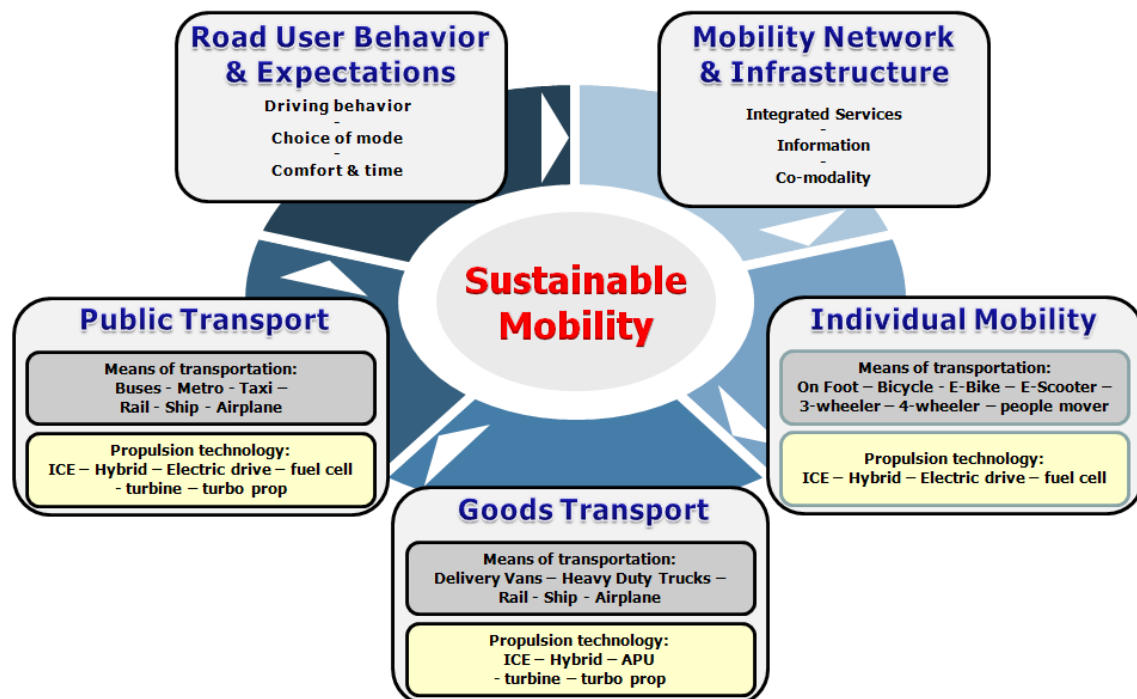 Road User Behavior
& Expectations
Driving behavior
-
Choice of mode
-
Comfort & time
Mobility Network
& Infrastructure
Integrated Services
-
Information
-
Co-modality
Sustainable
Mobility
Public Transport
Means of transportation:
Buses - Metro - Taxi –
Rail - Ship - Airplane
Propulsion technology:
ICE – Hybrid – Electric drive – fuel cell
- turbine – turbo prop
Individual Mobility
Means of transportation:
On Foot – Bicycle - E-Bike – E-Scooter –
3-wheeler – 4-wheeler – people mover
Propulsion technology:
ICE – Hybrid – Electric drive – fuel cell
Goods Transport
Means of transportation:
Delivery Vans – Heavy Duty Trucks –
Rail - Ship - Airplane
Propulsion technology:
ICE – Hybrid – APU
- turbine – turbo prop